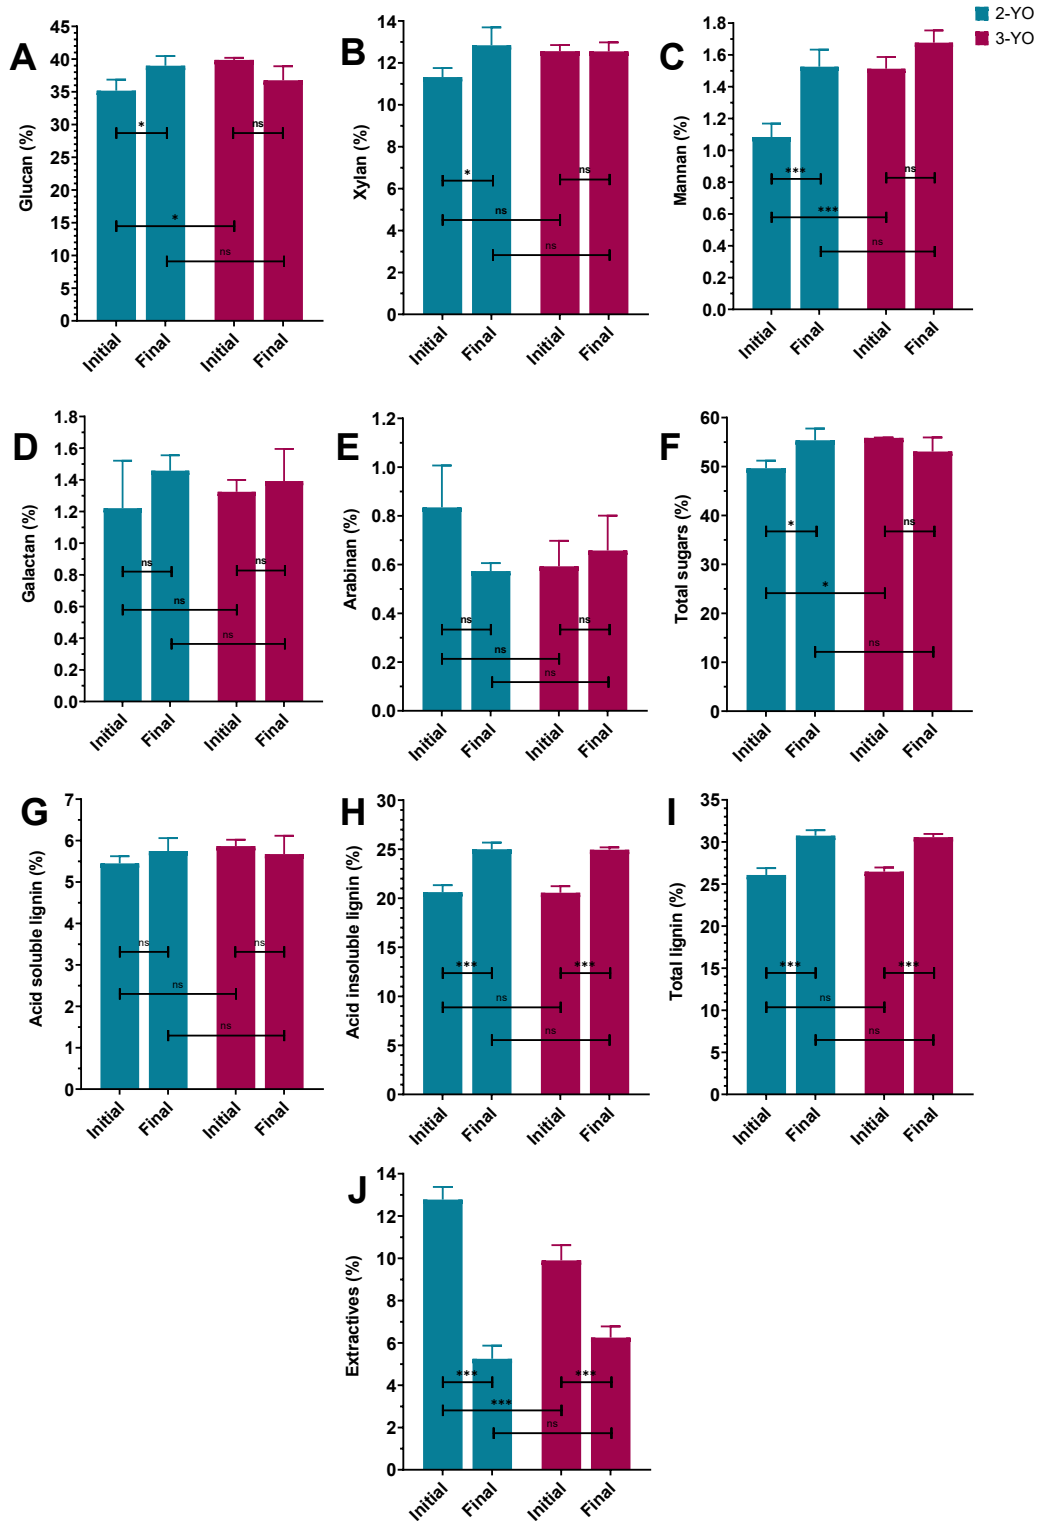 2-YO
3-YO
A
Glucan (%)
45
40
35
30
25
20
15
10
5
0
*
ns
*
ns
Initial
Final
Initial
Final
B
Xylan (%)
14
12
10
8
6
4
2
0
*
ns
ns
ns
Initial
Final
Initial
Final
C
Mannan (%)
1.8
1.6
1.4
1.2
1.0
0.8
0.6
0.4
0.2
0.0
***
ns
***
ns
Initial
Final
Initial
Final
D
Galactan (%)
1.8
1.6
1.4
1.2
1.0
0.8
0.6
0.4
0.2
0.0
ns
ns
ns
ns
Initial
Final
Initial
Final
E
Arabinan (%)
1.2
1.0
0.8
0.6
0.4
0.2
0.0
ns
ns
ns
ns
Initial
Final
Initial
Final
F
Total sugars (%)
60
50
40
30
20
10
0
*
ns
*
ns
Initial
Final
Initial
Final
G
Acid soluble lignin (%)
7
6
5
4
3
2
1
0
ns
ns
ns
ns
Initial
Final
Initial
Final
H
Acid insoluble lignin (%)
30
25
20
15
10
5
0
***
***
ns
ns
Initial
Final
Initial
Final
I
Total lignin (%)
35
30
25
20
15
10
5
0
***
***
ns
ns
Initial
Final
Initial
Final
J
Extractives (%)
14
12
10
8
6
4
2
0
***
***
***
ns
Initial
Final
Initial
Final